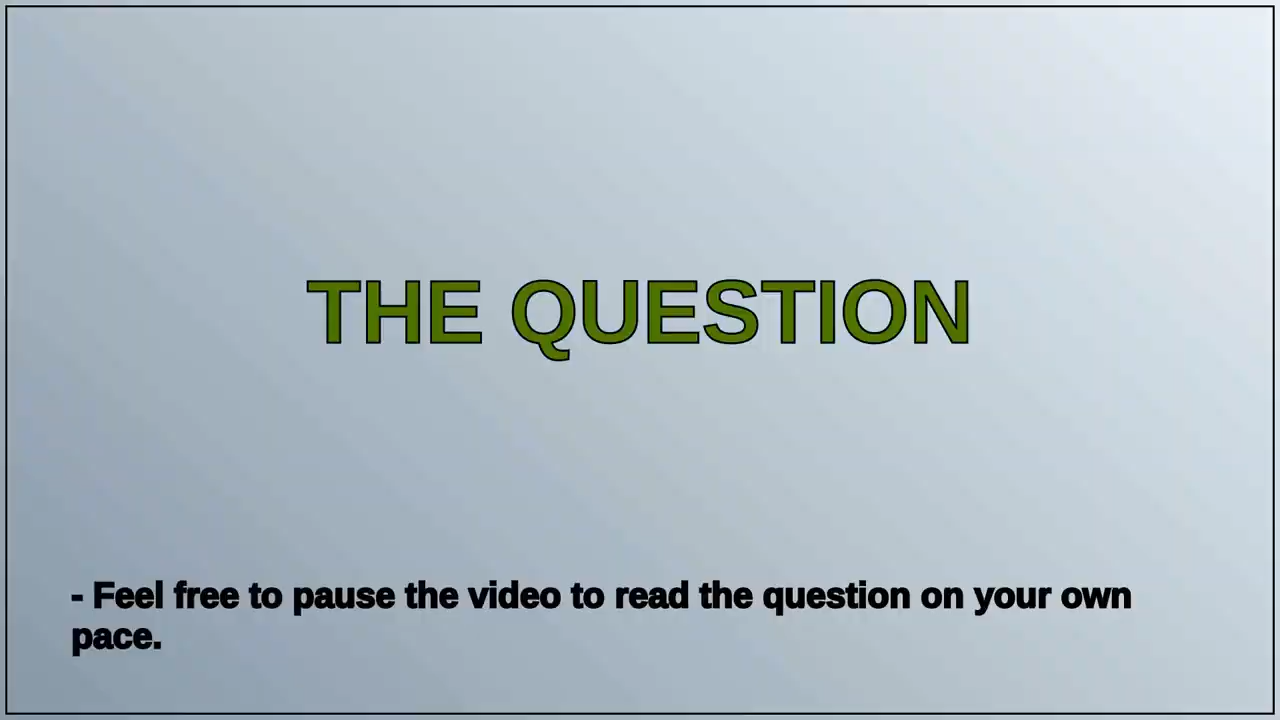 THE QUESTION
- Feel free to pause the video to read the question on your own
pace.